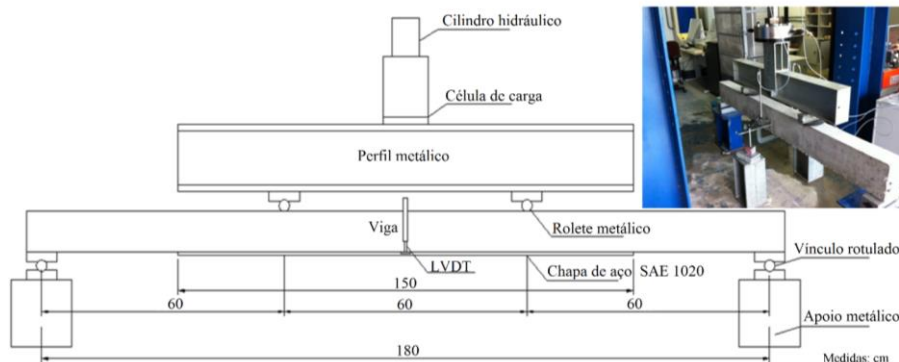 Cilindro hidráulico
Célula de carga
Perfil metálico
Viga
Rolete metálico
LVDT
Chapa de aço SAE 1020
Vínculo rotulado
150
60
60
60
Apoio metálico
180
Medidas: cm